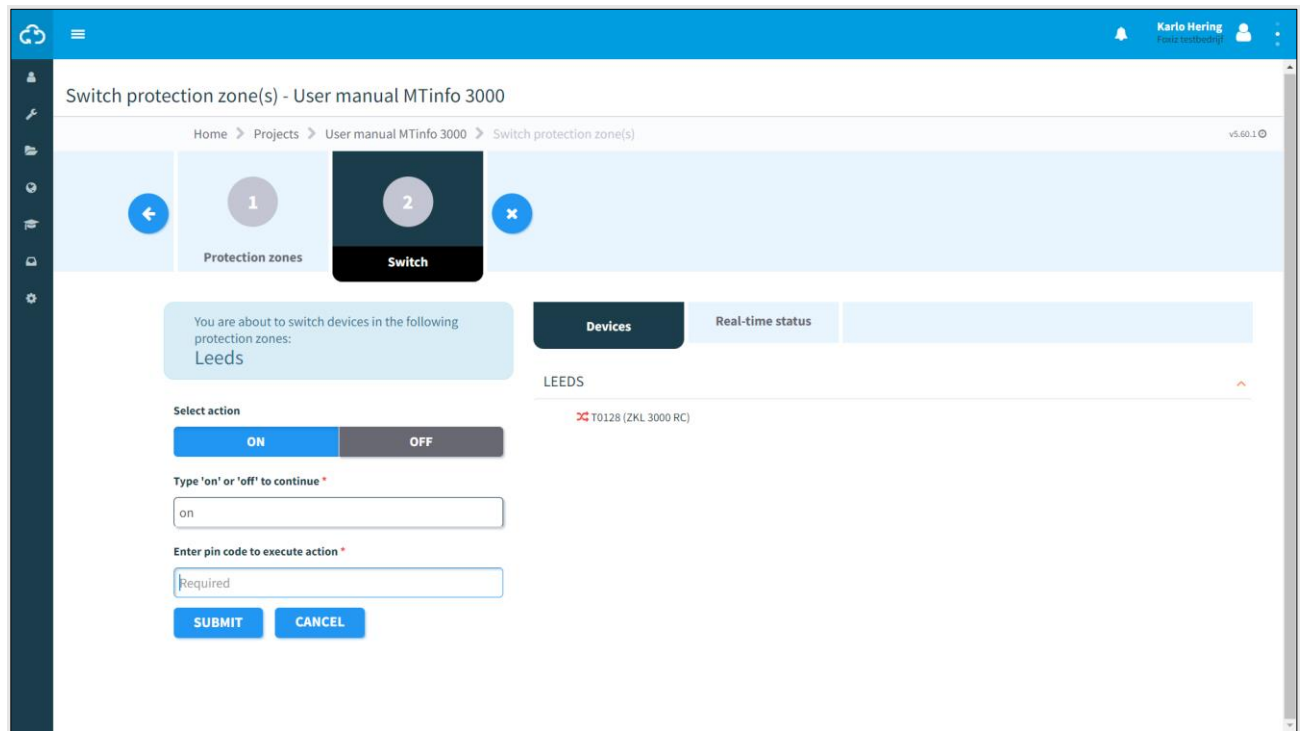 Karlo Hering
Foxiz testbedrijf
Switch protection zone(s) - User manual MTinfo 3000
Home > Projects > User manual MTinfo 3000 > Switch protection zone(s)
v5.60.1
1
Protection zones
2
Switch
You are about to switch devices in the following
protection zones:
Leeds
Select action
ON OFF
Type 'on' or 'off' to continue *
on
Enter pin code to execute action *
Required
SUBMIT CANCEL
Devices Real-time status
LEEDS
T0128 (ZKL 3000 RC)